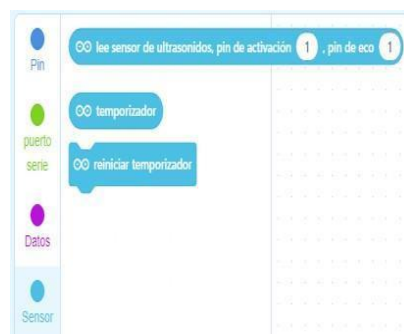 Pin
puerto
serie
Datos
Sensor
lee sensor de ultrasonidos, pin de activación 1 , pin de eco 1
temporizador
reiniciar temporizador